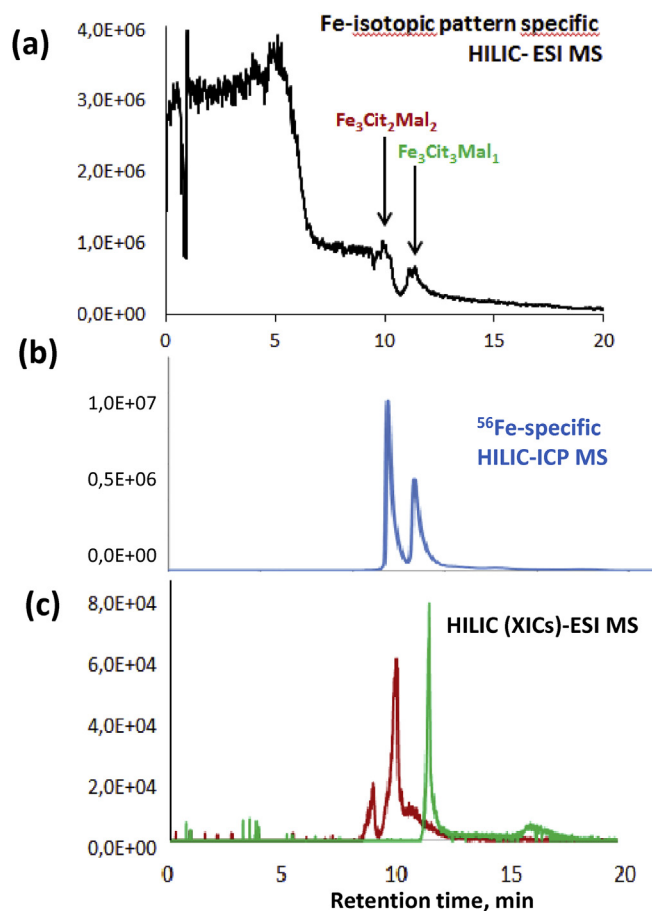 (a)
Fe-isotopic pattern specific
HILIC- ESI MS
4,0E+06
3,0E+06
2,0E+06
1,0E+06
0,0E+00
Fe₃Cit₂Mal₂
Fe₃Cit₃Mal₁
0 5 10 15 20
(b)
1,0E+07
0,5E+06
0,0E+00
⁵⁶Fe-specific
HILIC-ICP MS
(c)
HILIC (XICs)-ESI MS
8,0E+04
6,0E+04
4,0E+04
2,0E+04
0,0E+00
0 5 10 15 20
Retention time, min